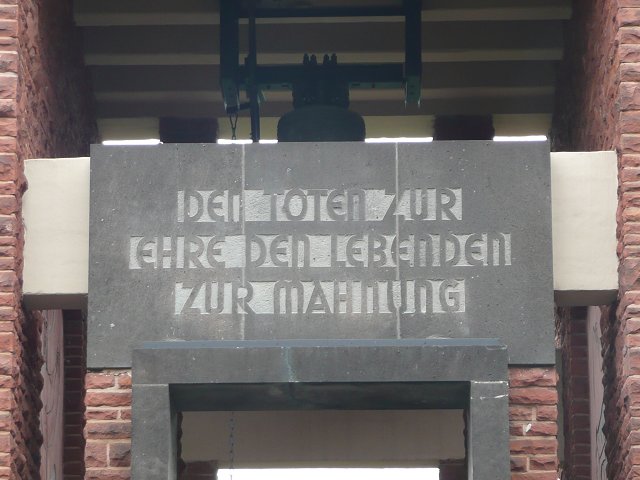 DEN TOTEN ZUR
EHRE DEN LEBENDEN
ZUR MAHNUNG